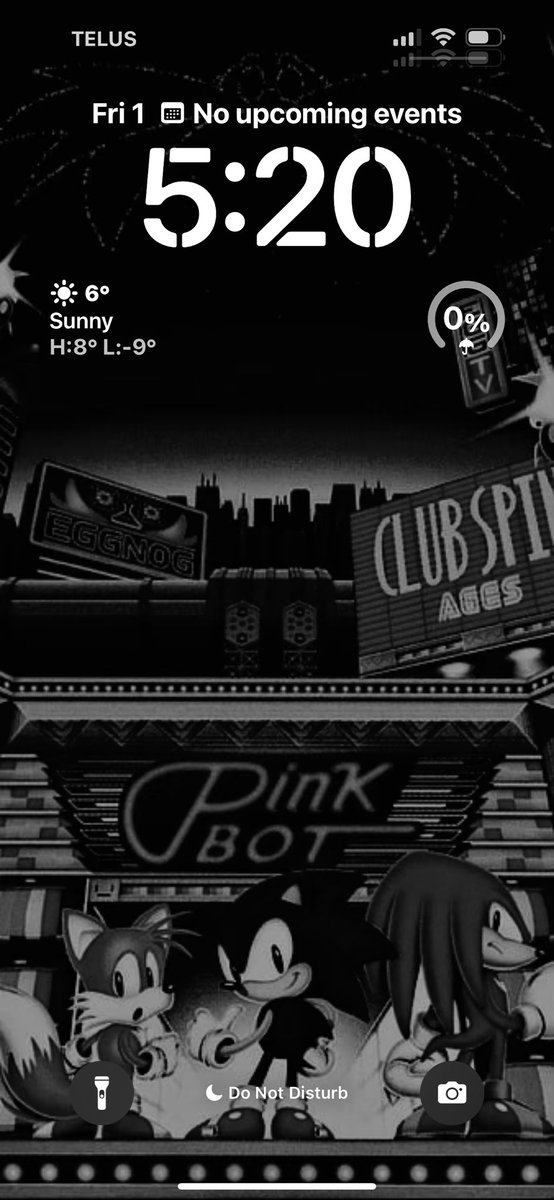 TELUS
Fri 1 No upcoming events
5:20
6°
Sunny
H:8° L:-9°
0%
TV
EGGNOG
CLUB SPIN
AGES
Pink
BOT
Do Not Disturb